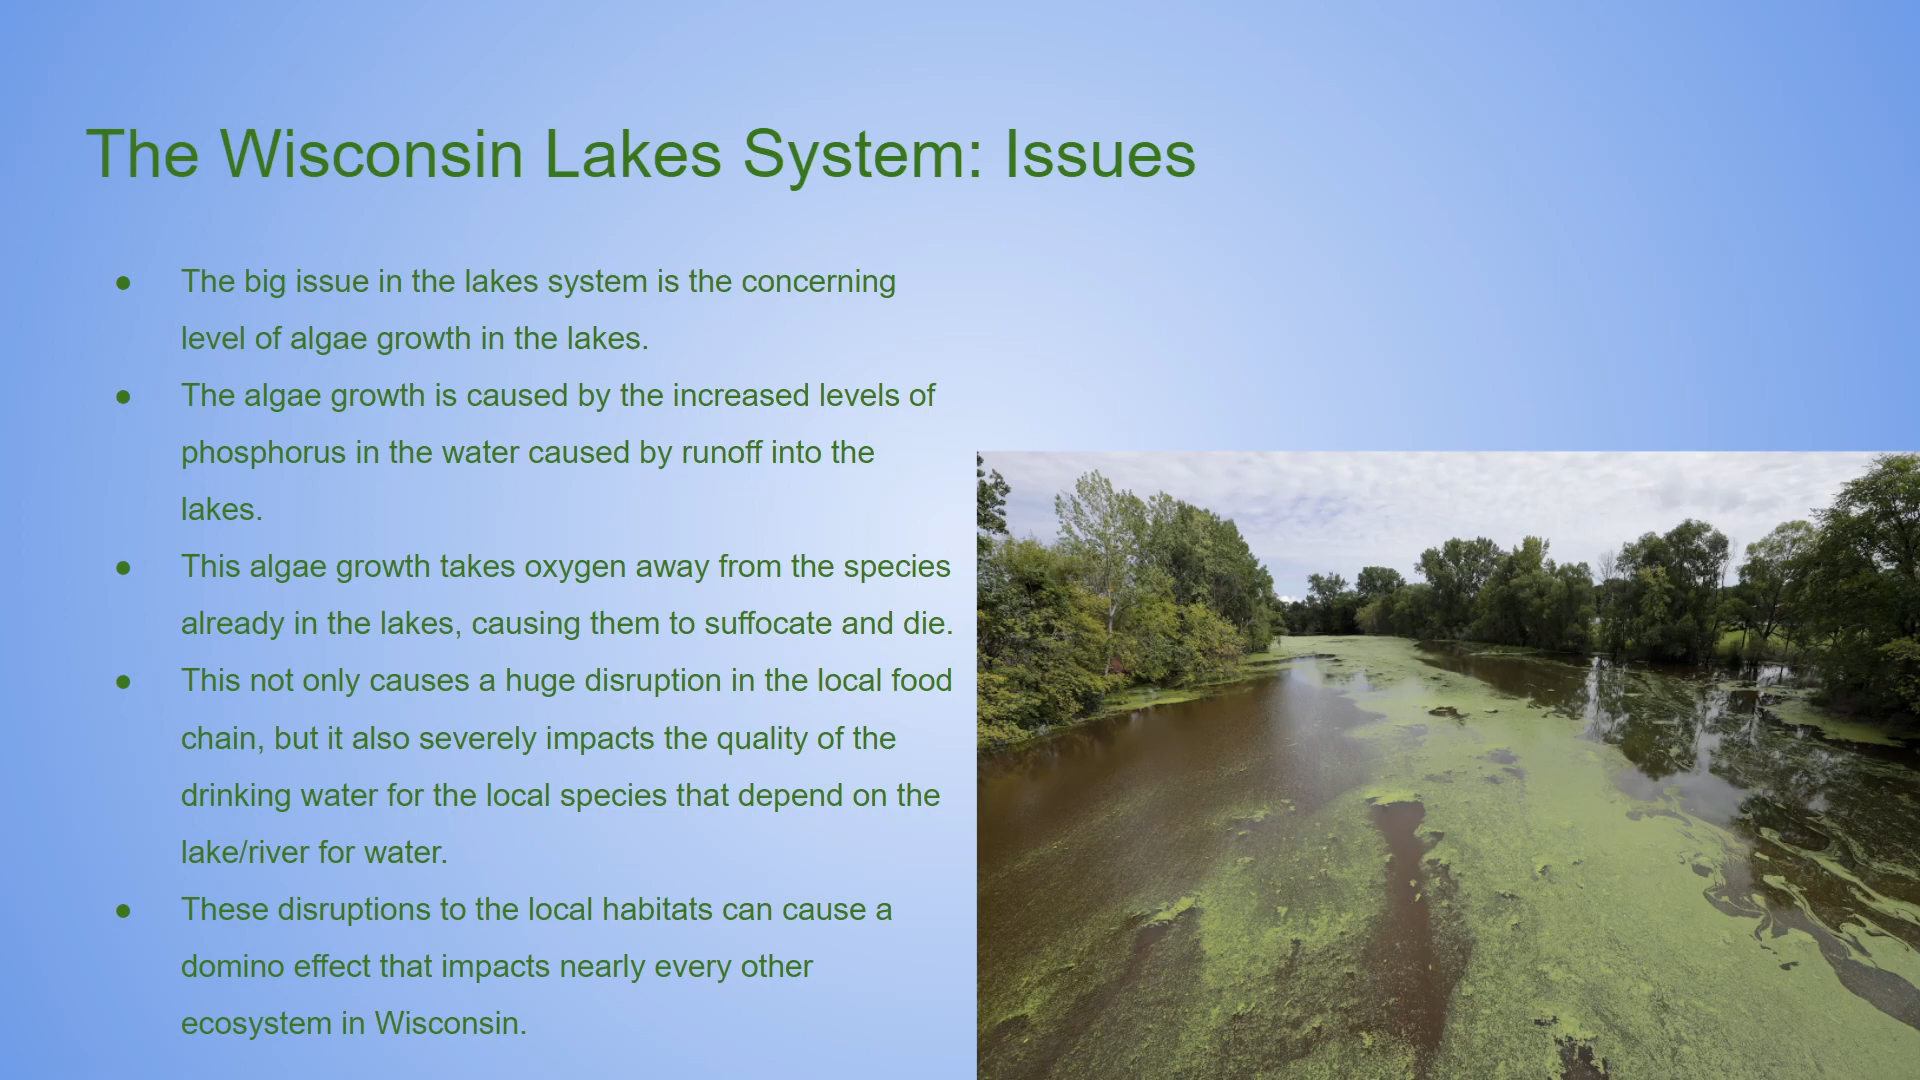 The Wisconsin Lakes System: Issues
● The big issue in the lakes system is the concerning
level of algae growth in the lakes.
● The algae growth is caused by the increased levels of
phosphorus in the water caused by runoff into the
lakes.
● This algae growth takes oxygen away from the species
already in the lakes, causing them to suffocate and die.
● This not only causes a huge disruption in the local food
chain, but it also severely impacts the quality of the
drinking water for the local species that depend on the
lake/river for water.
● These disruptions to the local habitats can cause a
domino effect that impacts nearly every other
ecosystem in Wisconsin.